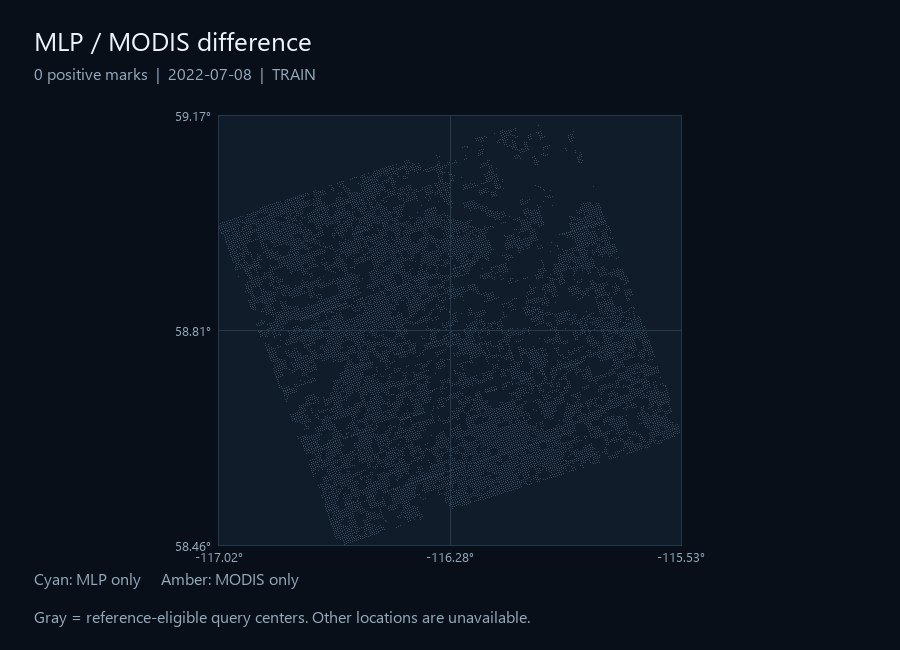 MLP / MODIS difference
0 positive marks | 2022-07-08 | TRAIN
59.17°
58.81°
58.46°
-117.02° -116.28° -115.53°
Cyan: MLP only Amber: MODIS only
Gray = reference-eligible query centers. Other locations are unavailable.